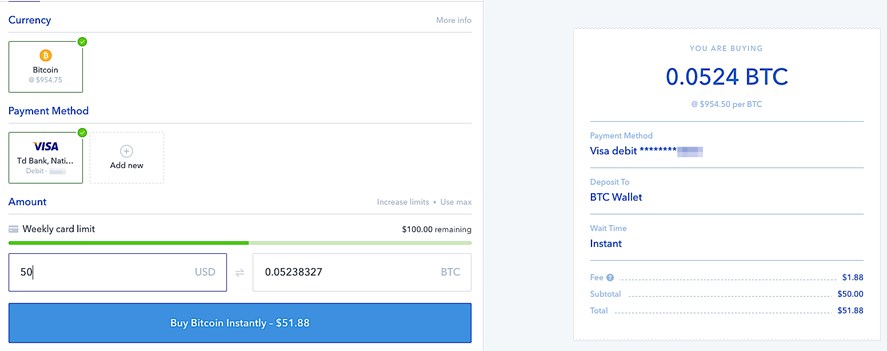 Currency
More info
Bitcoin
@ $954.75
Payment Method
VISA
Td Bank, Nati...
Debit ·
Add new
Amount
Increase limits • Use max
Weekly card limit
$100.00 remaining
50 USD
0.05238327 BTC
Buy Bitcoin Instantly – $51.88
YOU ARE BUYING
0.0524 BTC
@ $954.50 per BTC
Payment Method
Visa debit ********
Deposit To
BTC Wallet
Wait Time
Instant
Fee ? $1.88
Subtotal $50.00
Total $51.88